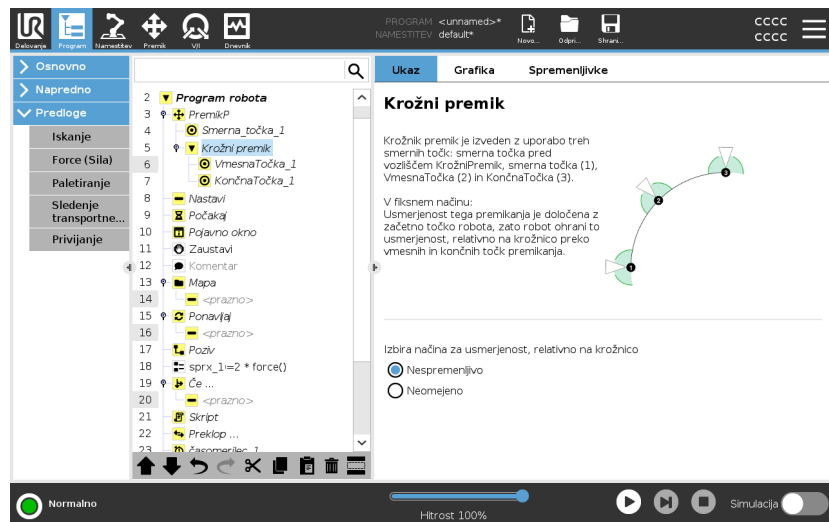 PROGRAM <unnamed>*
NAMESTITEV default*
Delovanje Program Namestitev Premik V/I Dnevnik
Novo... Odpri... Shrani...
CCCC
CCCC
Osnovno
Napredno
Predloge
Iskanje
Force (Sila)
Paletiranje
Sledenje
transportne...
Privijanje
2 Program robota
3 PremikP
4 Smerna_točka_1
5 Krožni premik
6 VmesnaTočka_1
7 KončnaTočka_1
8 Nastavi
9 Počakaj
10 Pojavno okno
11 Zaustavi
12 Komentar
13 Mapa
14 <prazno>
15 Ponavljaj
16 <prazno>
17 Poziv
18 sprx_1≔2 * force()
19 Če ...
20 <prazno>
21 Skript
22 Preklop ...
23 časomerilec_1
Ukaz Grafika Spremenljivke
Krožni premik
Krožnik premik je izveden z uporabo treh
smernih točk: smerna točka pred
vozliščem KrožniPremik, smerna točka (1),
VmesnaTočka (2) in KončnaTočka (3).
V fiksnem načinu:
Usmerjenost tega premikanja je določena z
začetno točko robota, zato robot ohrani to
usmerjenost, relativno na krožnico preko
vmesnih in končnih točk premikanja.
3
2
1
Izbira načina za usmerjenost, relativno na krožnico
Nespremenljivo
Neomejeno
Normalno
Hitrost 100%
Simulacija